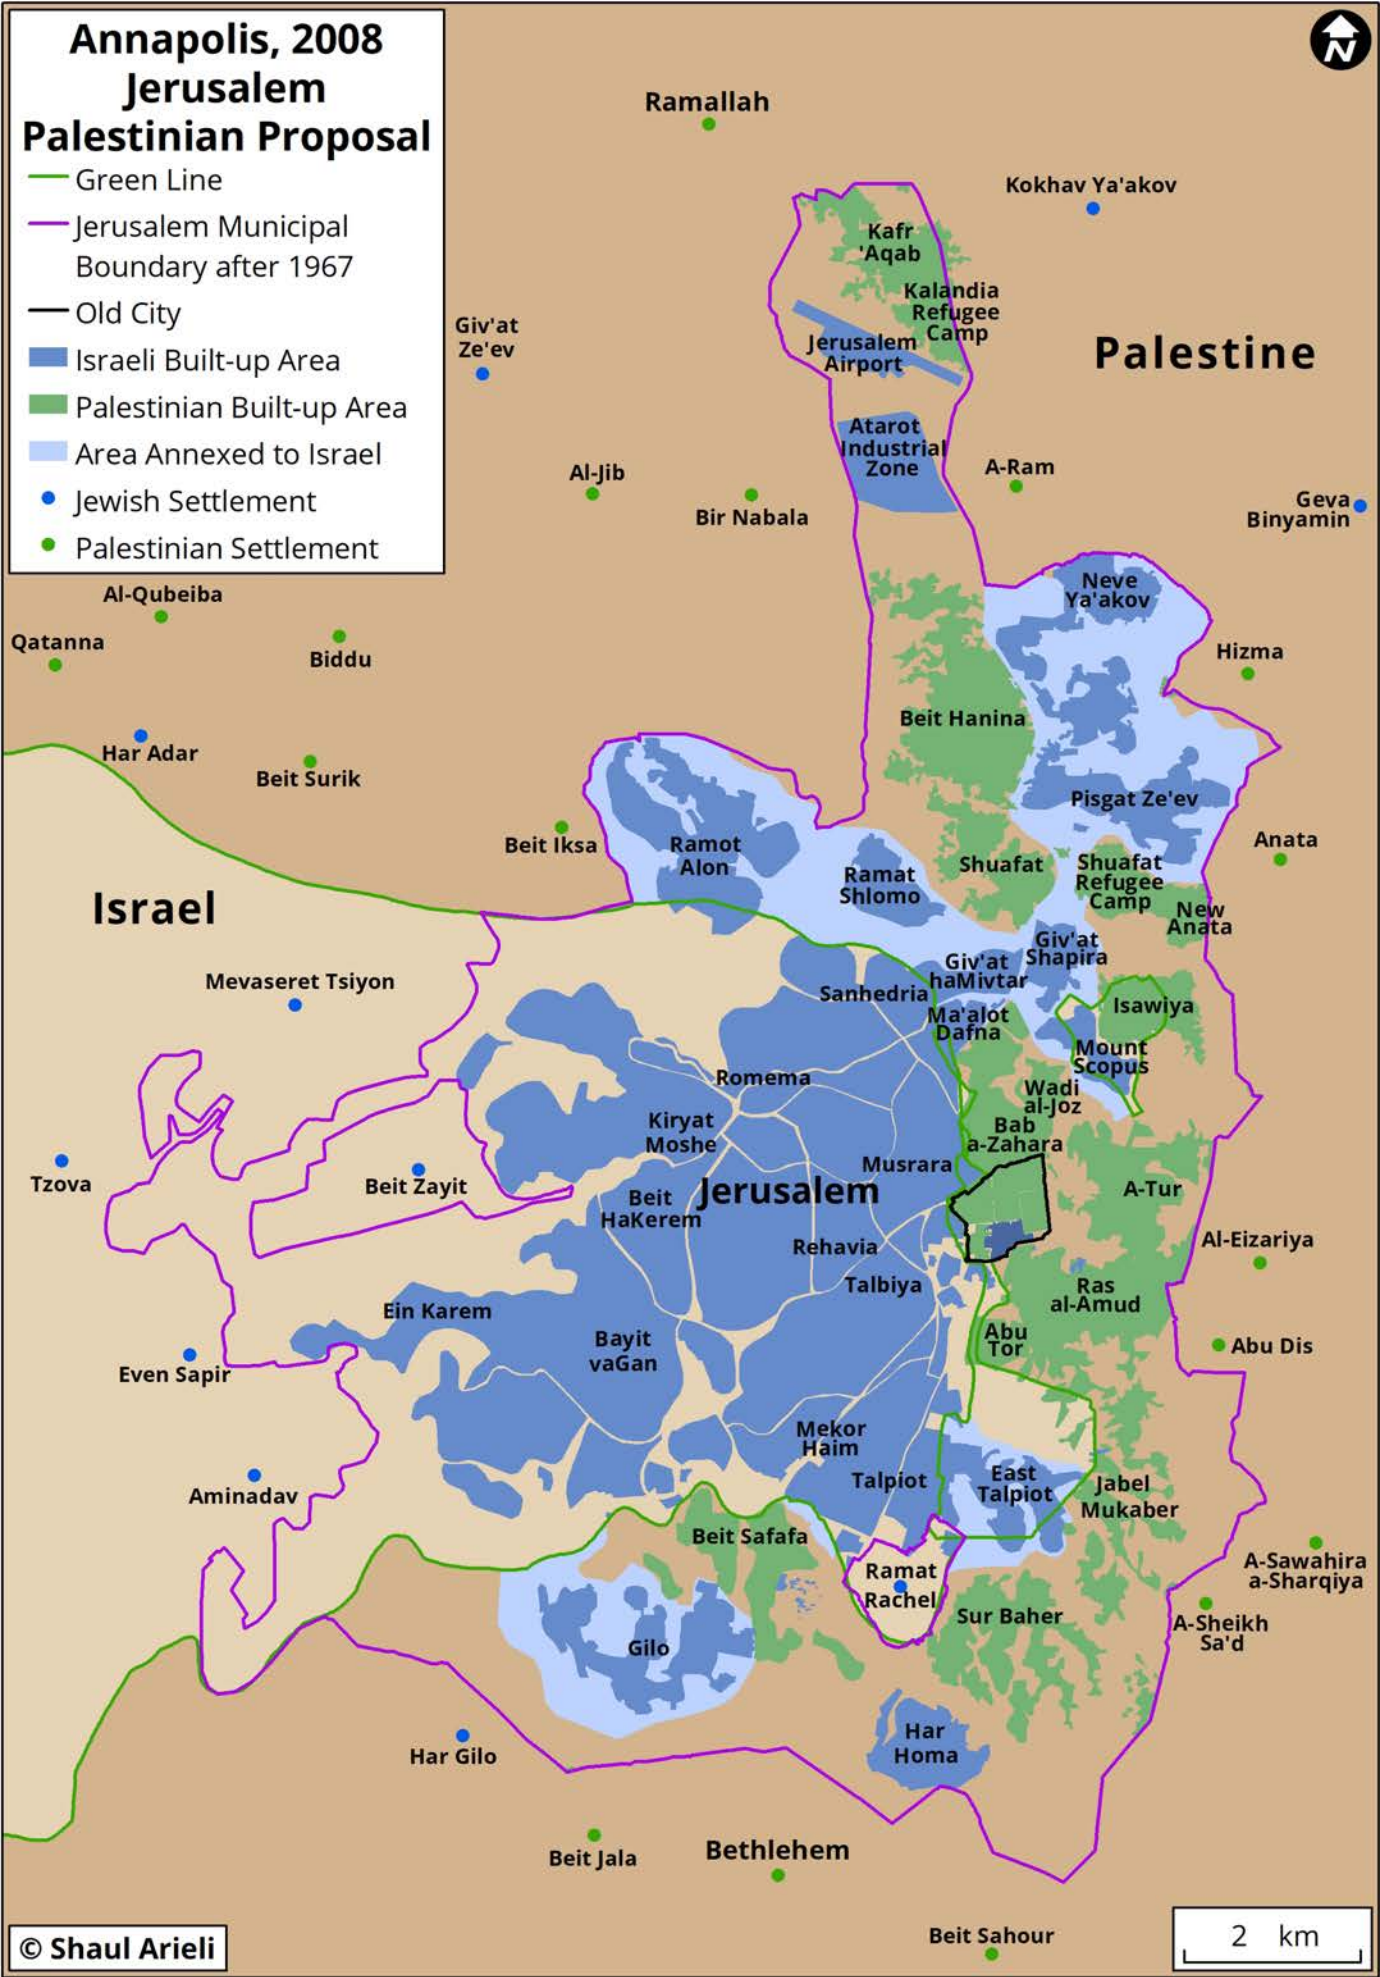 Annapolis, 2008
Jerusalem
Palestinian Proposal
Green Line
Jerusalem Municipal
Boundary after 1967
Old City
Israeli Built-up Area
Palestinian Built-up Area
Area Annexed to Israel
Jewish Settlement
Palestinian Settlement
N
Ramallah
Kokhav Ya'akov
Kafr
'Aqab
Kalandia
Refugee
Camp
Giv'at
Ze'ev
Jerusalem
Airport
Palestine
Atarot
Industrial
Zone
Al-Jib
A-Ram
Bir Nabala
Geva
Binyamin
Al-Qubeiba
Neve
Ya'akov
Qatanna
Biddu
Hizma
Beit Hanina
Har Adar
Beit Surik
Pisgat Ze'ev
Beit Iksa
Ramot
Alon
Ramat
Shlomo
Shuafat
Shuafat
Refugee
Camp
Anata
New
Anata
Israel
Giv'at
Shapira
Giv'at
haMivtar
Mevaseret Tsiyon
Sanhedria
Ma'alot
Dafna
Isawiya
Mount
Scopus
Romema
Wadi
al-Joz
Kiryat
Moshe
Bab
a-Zahara
Musrara
Tzova
Beit Zayit
Jerusalem
A-Tur
Beit
HaKerem
Rehavia
Al-Eizariya
Talbiya
Ras
al-Amud
Ein Karem
Abu
Tor
Bayit
vaGan
Abu Dis
Even Sapir
Mekor
Haim
Talpiot
East
Talpiot
Jabel
Mukaber
Aminadav
Beit Safafa
A-Sawahira
a-Sharqiya
Ramat
Rachel
Sur Baher
A-Sheikh
Sa'd
Gilo
Har
Homa
Har Gilo
Beit Jala
Bethlehem
Beit Sahour
© Shaul Arieli
2 km